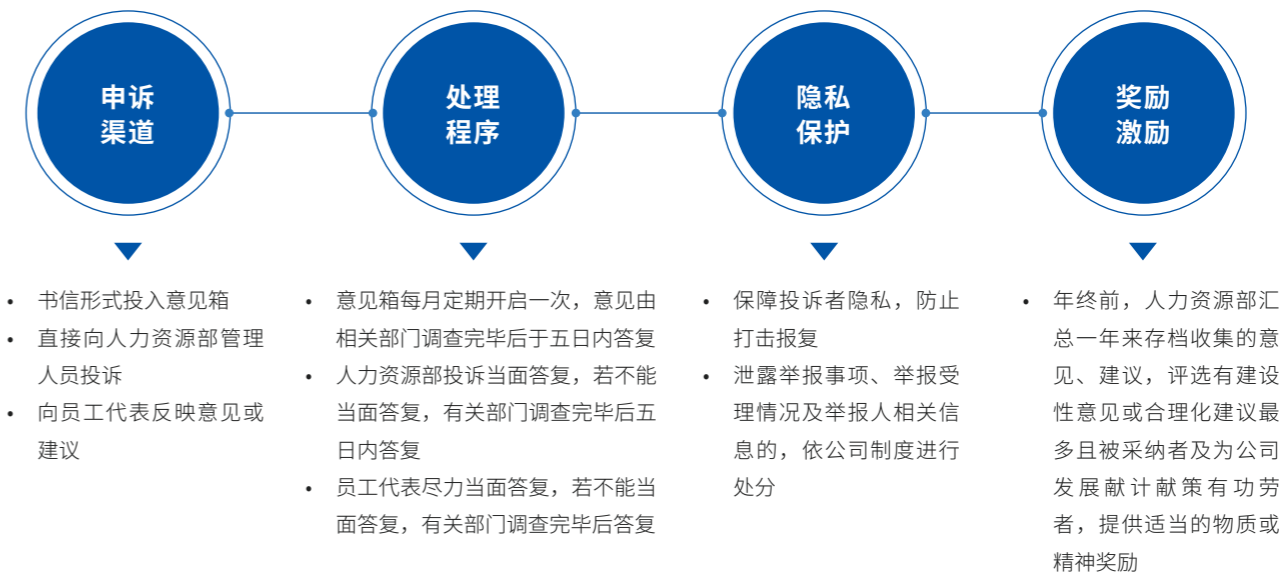 申诉
渠道
处理
程序
隐私
保护
奖励
激励
• 书信形式投入意见箱
• 直接向人力资源部管理
人员投诉
• 向员工代表反映意见或
建议
• 意见箱每月定期开启一次，意见由
相关部门调查完毕后于五日内答复
• 人力资源部投诉当面答复，若不能
当面答复，有关部门调查完毕后五
日内答复
• 员工代表尽力当面答复，若不能当
面答复，有关部门调查完毕后答复
• 保障投诉者隐私，防止
打击报复
• 泄露举报事项、举报受
理情况及举报人相关信
息的，依公司制度进行
处分
• 年终前，人力资源部汇
总一年来存档收集的意
见、建议，评选有建设
性意见或合理化建议最
多且被采纳者及为公司
发展献计献策有功劳
者，提供适当的物质或
精神奖励